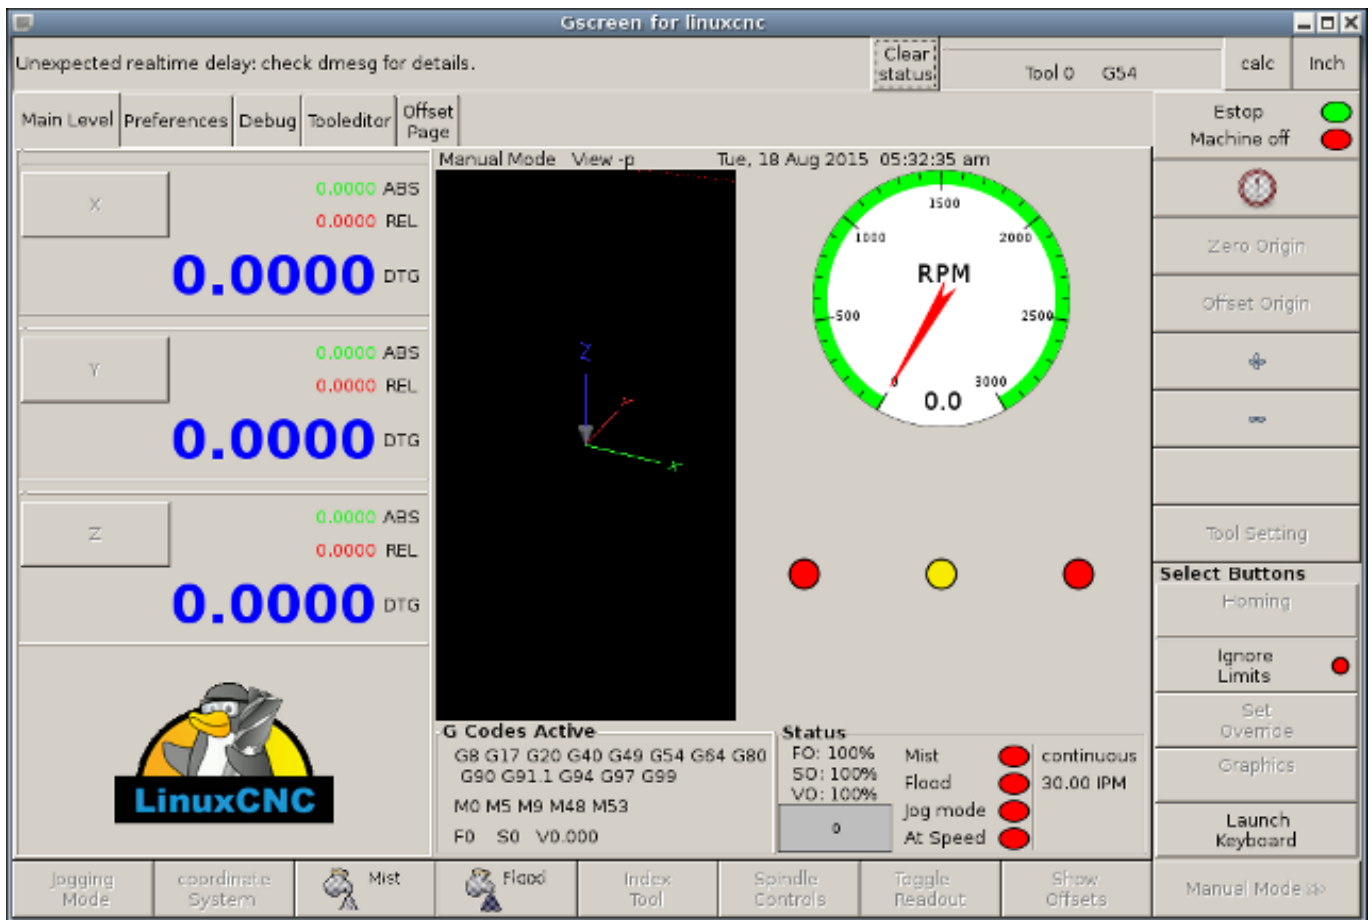 Gscreen for linuxcnc
Unexpected realtime delay: check dmesg for details.
Clear
status
Tool 0 G54
calc
Inch
Main Level
Preferences
Debug
Tooleditor
Offset
Page
Estop
Machine off
Manual Mode View -p Tue, 18 Aug 2015 05:32:35 am
X
0.0000 ABS
0.0000 REL
0.0000 DTG
Y
0.0000 ABS
0.0000 REL
0.0000 DTG
Z
0.0000 ABS
0.0000 REL
0.0000 DTG
LinuxCNC
Z
Y
X
RPM
0
500
1000
1500
2000
2500
3000
0.0
G Codes Active
G8 G17 G20 G40 G49 G54 G64 G80
G90 G91.1 G94 G97 G99
M0 M5 M9 M48 M53
F0 S0 V0.000
Status
FO: 100%
SO: 100%
VO: 100%
0
Mist
Flood
Jog mode
At Speed
continuous
30.00 IPM
Zero Origin
Offset Origin
Tool Setting
Select Buttons
Homing
Ignore
Limits
Set
Override
Graphics
Launch
Keyboard
Jogging
Mode
coordinate
System
Mist
Flood
Index
Tool
Spindle
Controls
Toggle
Readout
Show
Offsets
Manual Mode